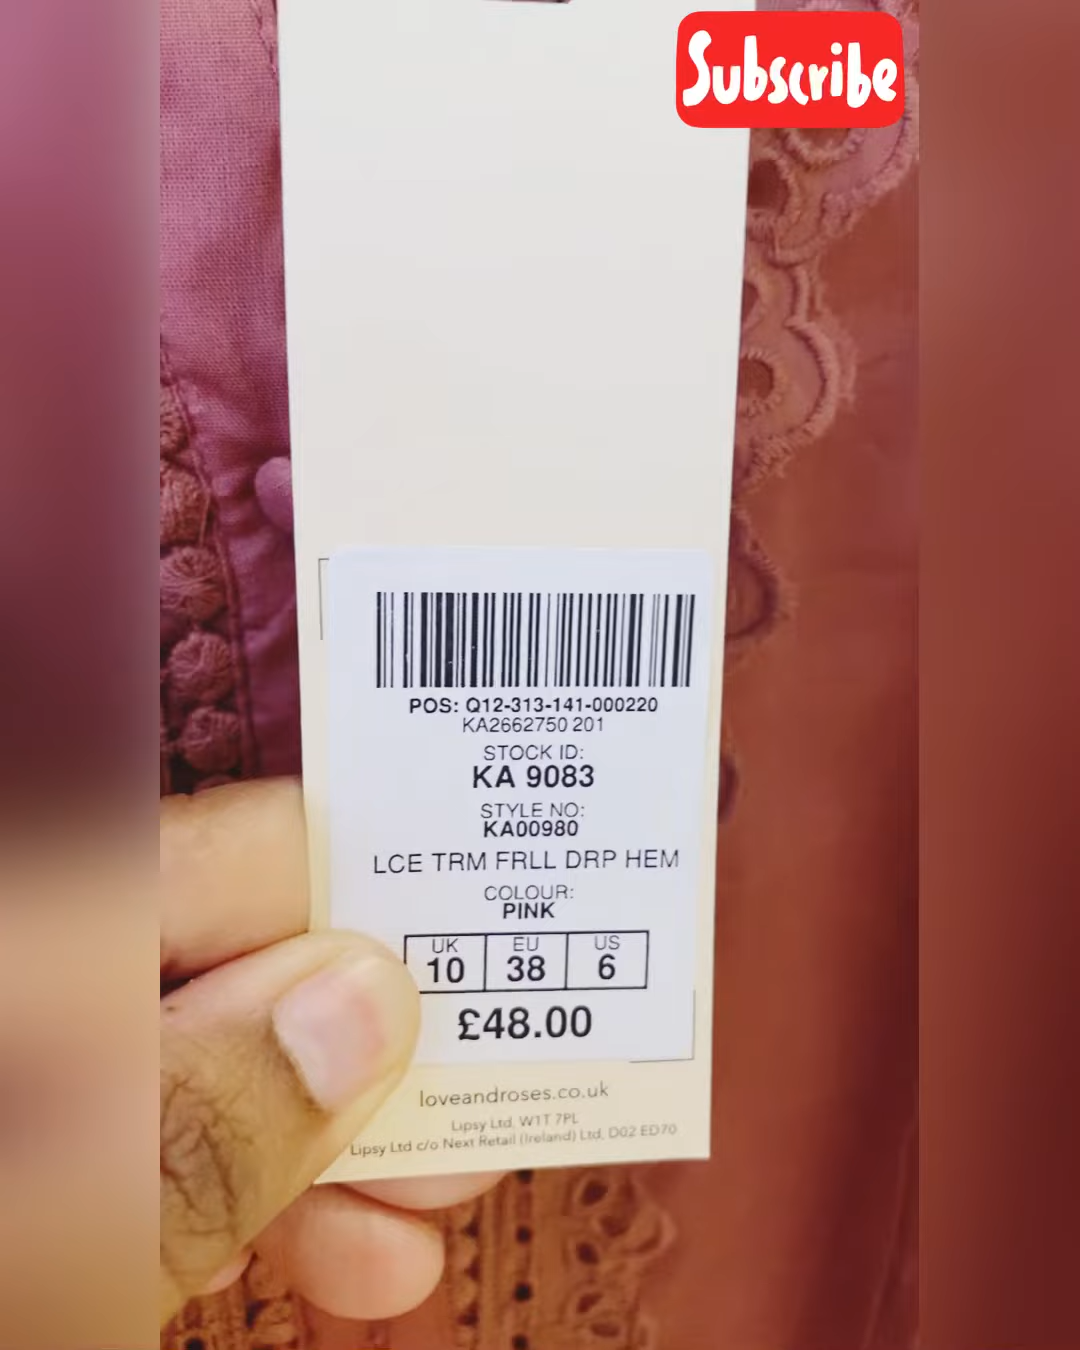 Subscribe
POS: Q12-313-141-000220
KA2662750 201
STOCK ID:
KA 9083
STYLE NO:
KA00980
LCE TRM FRLL DRP HEM
COLOUR:
PINK
UK EU US
10 38 6
£48.00
loveandroses.co.uk
Lipsy Ltd, W1T 7PL
Lipsy Ltd c/o Next Retail (Ireland) Ltd, D02 ED70